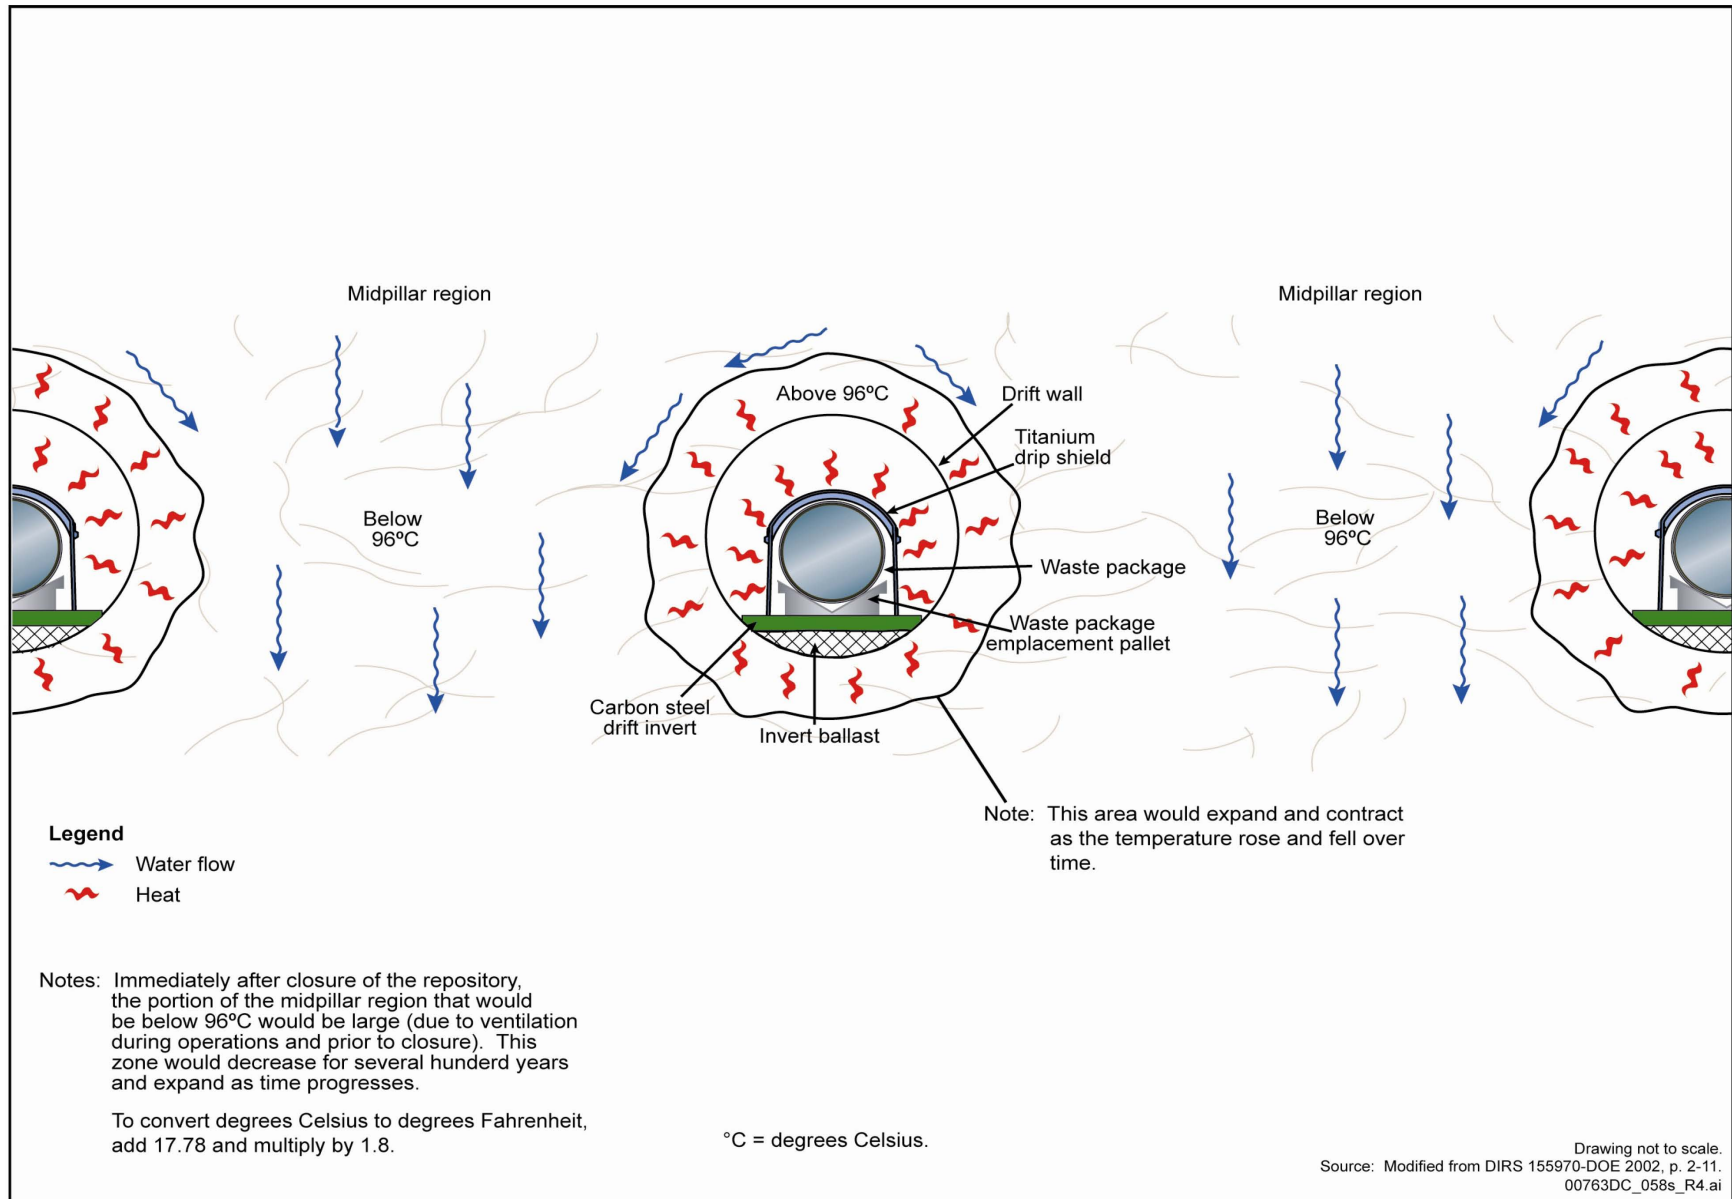 Midpillar region
Midpillar region
Above 96ºC
Drift wall
Titanium
drip shield
Below
96ºC
Below
96ºC
Waste package
Waste package
emplacement pallet
Carbon steel
drift invert
Invert ballast
Note: This area would expand and contract
as the temperature rose and fell over
time.
Legend
Water flow
Heat
Notes: Immediately after closure of the repository,
the portion of the midpillar region that would
be below 96ºC would be large (due to ventilation
during operations and prior to closure). This
zone would decrease for several hunderd years
and expand as time progresses.
To convert degrees Celsius to degrees Fahrenheit,
add 17.78 and multiply by 1.8.
°C = degrees Celsius.
Drawing not to scale.
Source: Modified from DIRS 155970-DOE 2002, p. 2-11.
00763DC_058s_R4.ai